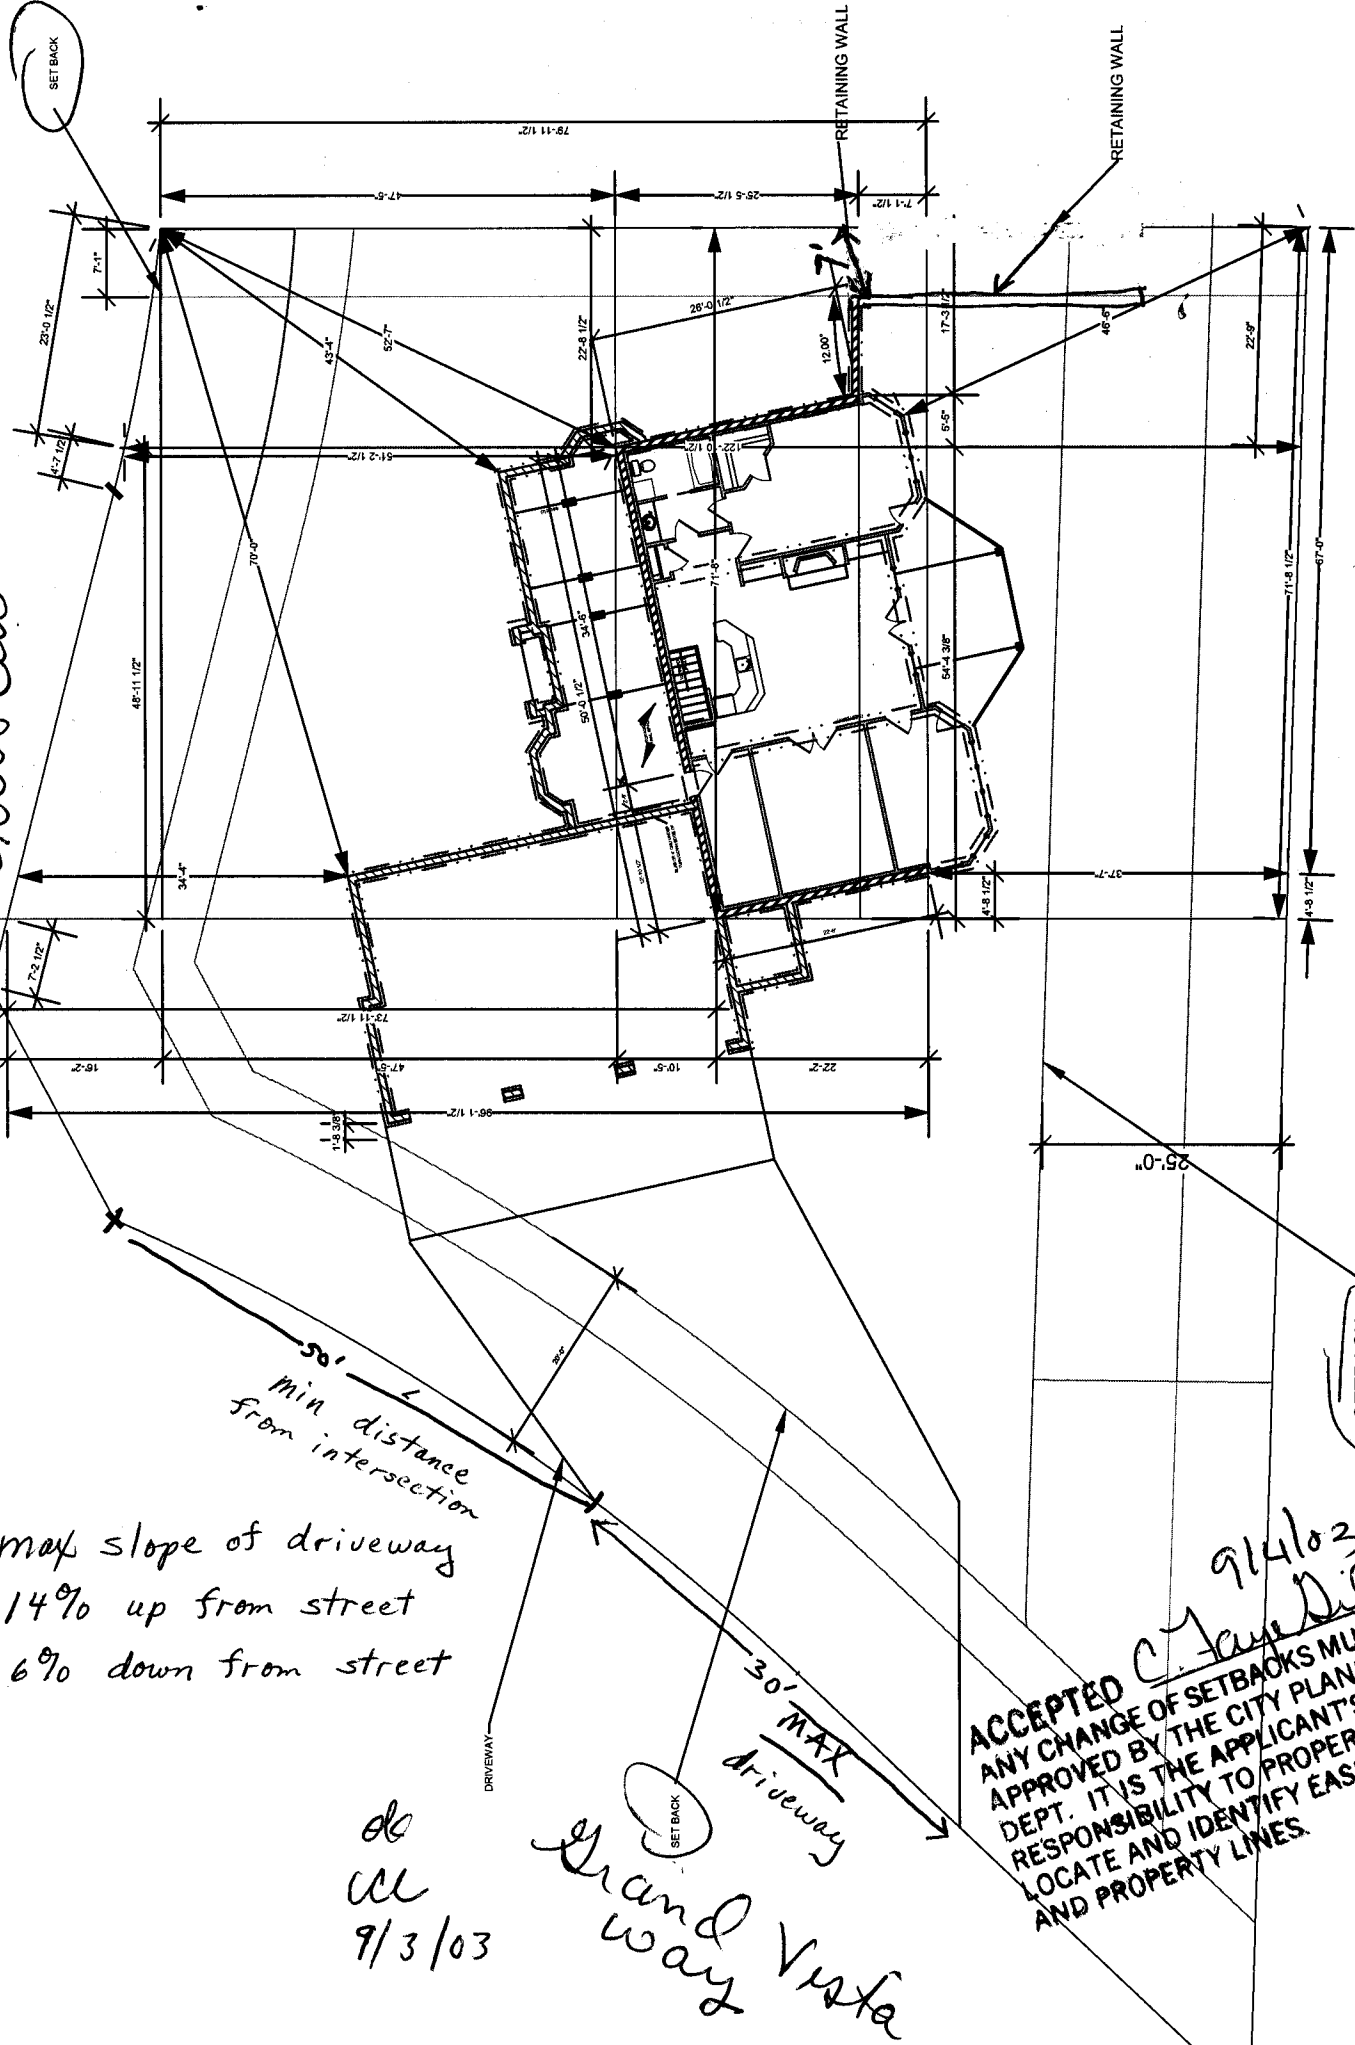 SET BACK
RETAINING WALL
RETAINING WALL
79'-11 1/2"
47'-5"
25'-5 1/2"
7'-1 1/2"
23'-0 1/2"
7'-1"
4'-7 1/2"
43'-4"
52'-7"
22'-8 1/2"
26'-0 1/2"
7'
12.00"
17'-3 1/2"
46'-6"
22'-9"
5'-5"
51'-2 1/2"
122'-10 1/2"
70'-0"
71'-8"
48'-11 1/2"
34'-6"
50'-0 1/2"
54'-4 3/8"
71'-8 1/2"
67'-0"
34'-4"
37'-7"
4'-8 1/2"
4'-8 1/2"
7'-2 1/2"
73'-11 1/2"
16'-2"
47'-5"
10'-5"
22'-2"
96'-1 1/2"
1'-8 3/8"
25'-0"
50'
min distance
from intersection
20'-0"
max slope of driveway
14% up from street
6% down from street
30'
MAX
driveway
DRIVEWAY
SET BACK
Grand Vista
Way
9/3/03
9/4/02
ACCEPTED C. Faye
ANY CHANGE OF SETBACKS MU
APPROVED BY THE CITY PLAN
DEPT. IT IS THE APPLICANT'S
RESPONSIBILITY TO PROPER
LOCATE AND IDENTIFY EAS
AND PROPERTY LINES.